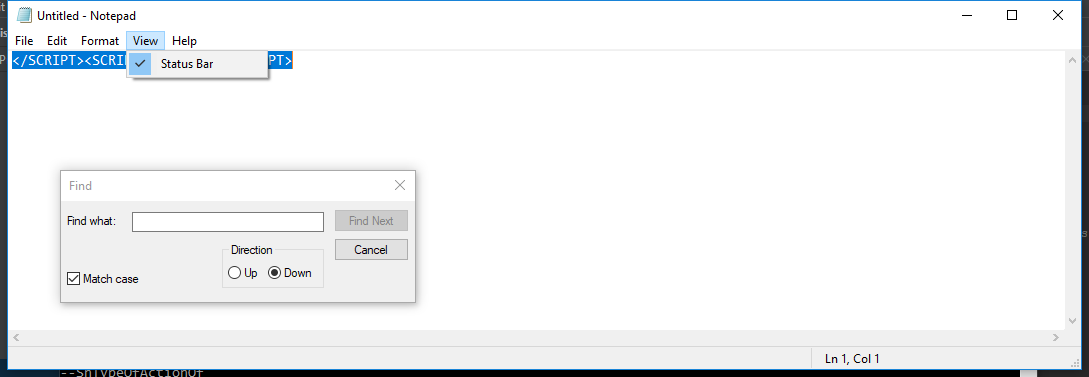 Untitled - Notepad
File Edit Format View Help
</SCRIPT><SCRI PT>
Status Bar
Find
Find what: Find Next
Direction Cancel
Match case Up Down
Ln 1, Col 1